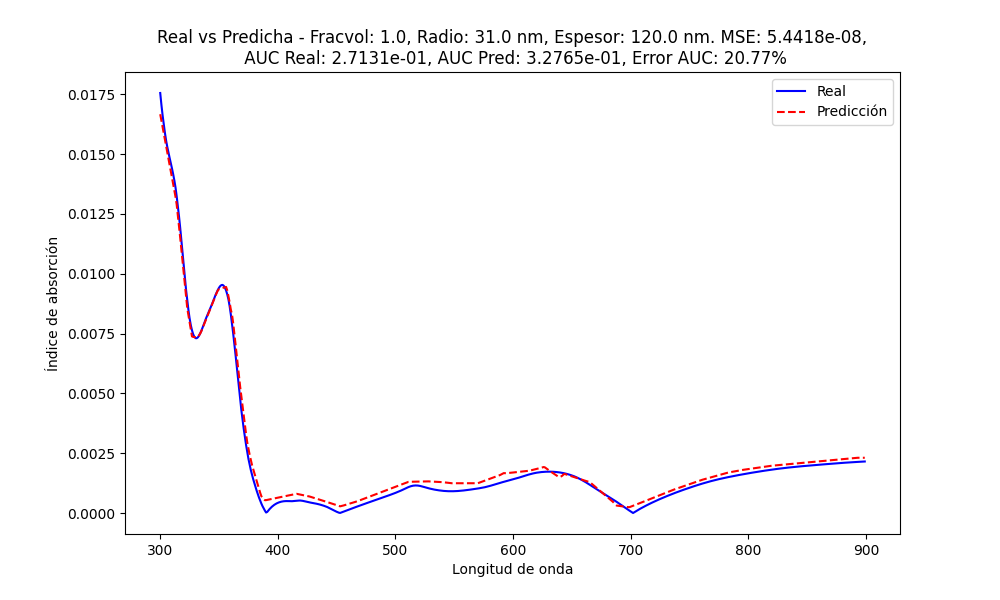 Real vs Predicha - Fracvol: 1.0, Radio: 31.0 nm, Espesor: 120.0 nm. MSE: 5.4418e-08,
AUC Real: 2.7131e-01, AUC Pred: 3.2765e-01, Error AUC: 20.77%
Real
Predicción
0.0175
0.0150
0.0125
0.0100
0.0075
0.0050
0.0025
0.0000
Índice de absorción
300 400 500 600 700 800 900
Longitud de onda